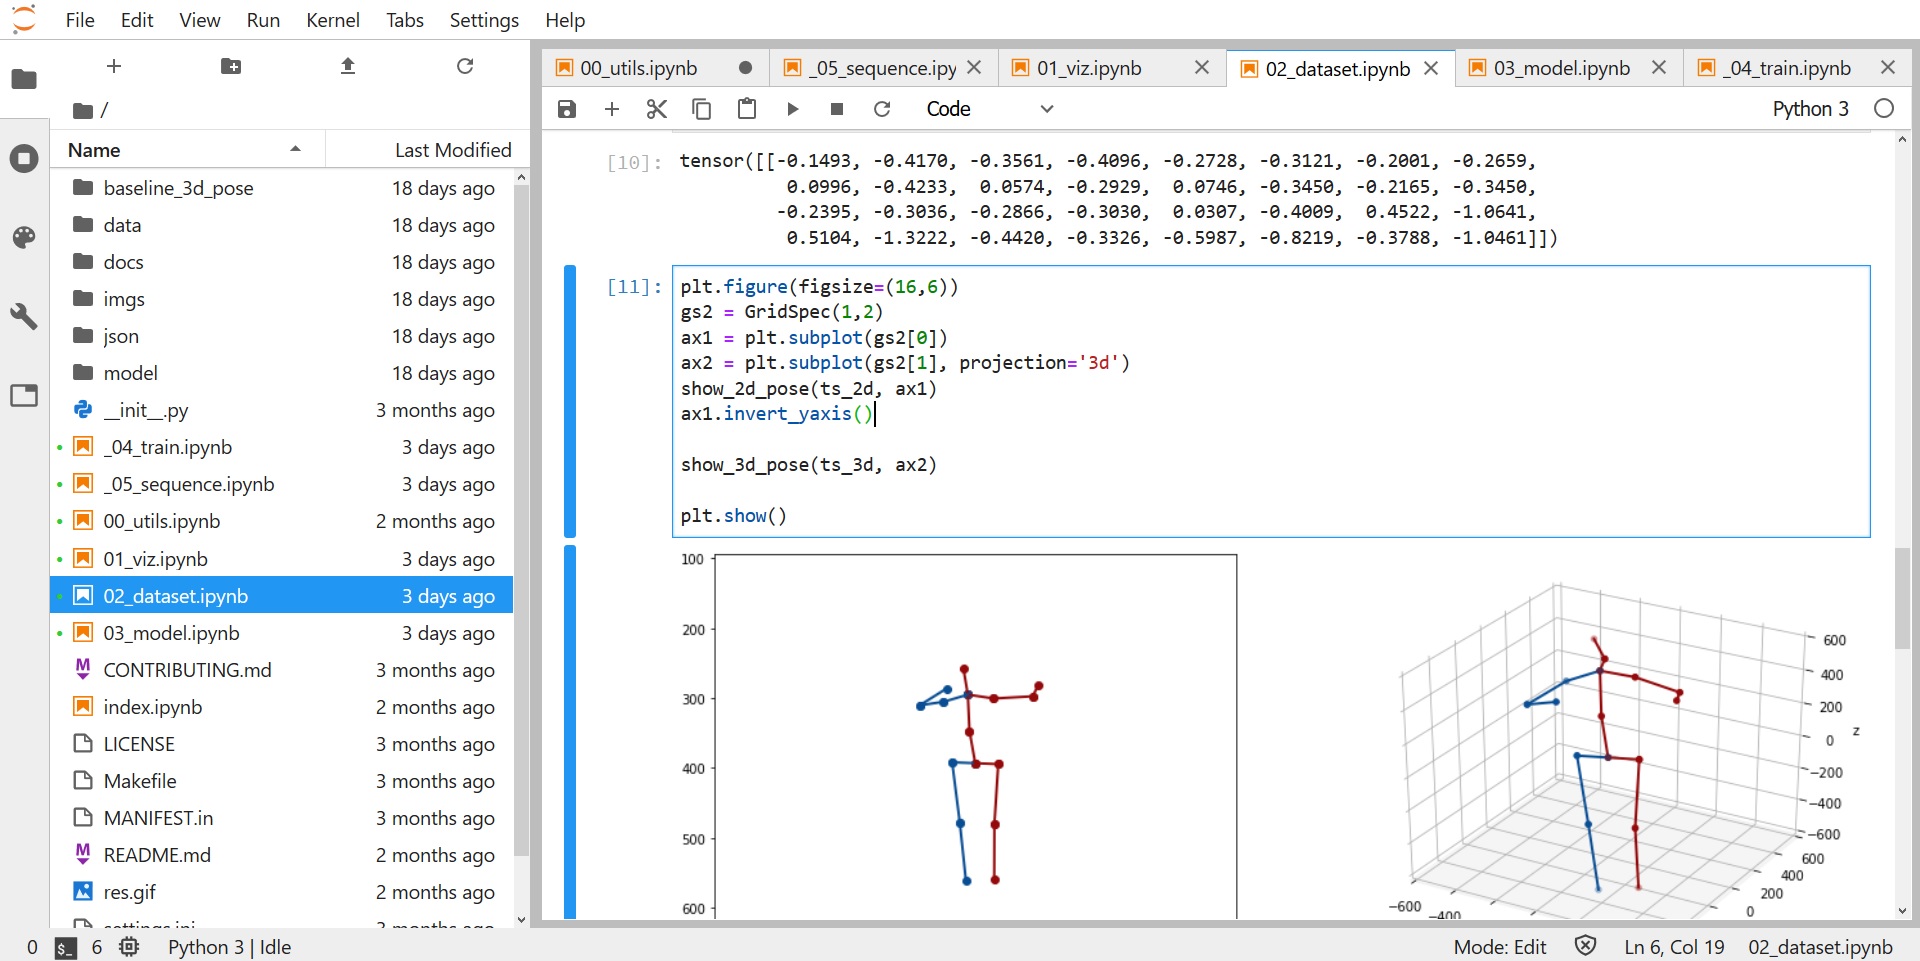 File Edit View Run Kernel Tabs Settings Help
00_utils.ipynb _05_sequence.ipy 01_viz.ipynb 02_dataset.ipynb 03_model.ipynb _04_train.ipynb
Code Python 3
/
Name Last Modified
baseline_3d_pose 18 days ago
data 18 days ago
docs 18 days ago
imgs 18 days ago
json 18 days ago
model 18 days ago
__init__.py 3 months ago
_04_train.ipynb 3 days ago
_05_sequence.ipynb 3 days ago
00_utils.ipynb 2 months ago
01_viz.ipynb 3 days ago
02_dataset.ipynb 3 days ago
03_model.ipynb 3 days ago
CONTRIBUTING.md 3 months ago
index.ipynb 2 months ago
LICENSE 3 months ago
Makefile 3 months ago
MANIFEST.in 3 months ago
README.md 2 months ago
res.gif 2 months ago
settings.ini 3 months ago
[10]: tensor([[-0.1493, -0.4170, -0.3561, -0.4096, -0.2728, -0.3121, -0.2001, -0.2659,
0.0996, -0.4233, 0.0574, -0.2929, 0.0746, -0.3450, -0.2165, -0.3450,
-0.2395, -0.3036, -0.2866, -0.3030, 0.0307, -0.4009, 0.4522, -1.0641,
0.5104, -1.3222, -0.4420, -0.3326, -0.5987, -0.8219, -0.3788, -1.0461]])
[11]: plt.figure(figsize=(16,6))
gs2 = GridSpec(1,2)
ax1 = plt.subplot(gs2[0])
ax2 = plt.subplot(gs2[1], projection='3d')
show_2d_pose(ts_2d, ax1)
ax1.invert_yaxis()
show_3d_pose(ts_3d, ax2)
plt.show()
100
200
300
400
500
600
600
400
200
0 z
−200
−400
−600
600
400
200
0
−600
−400
0 $_ 6 Python 3 | Idle Mode: Edit Ln 6, Col 19 02_dataset.ipynb